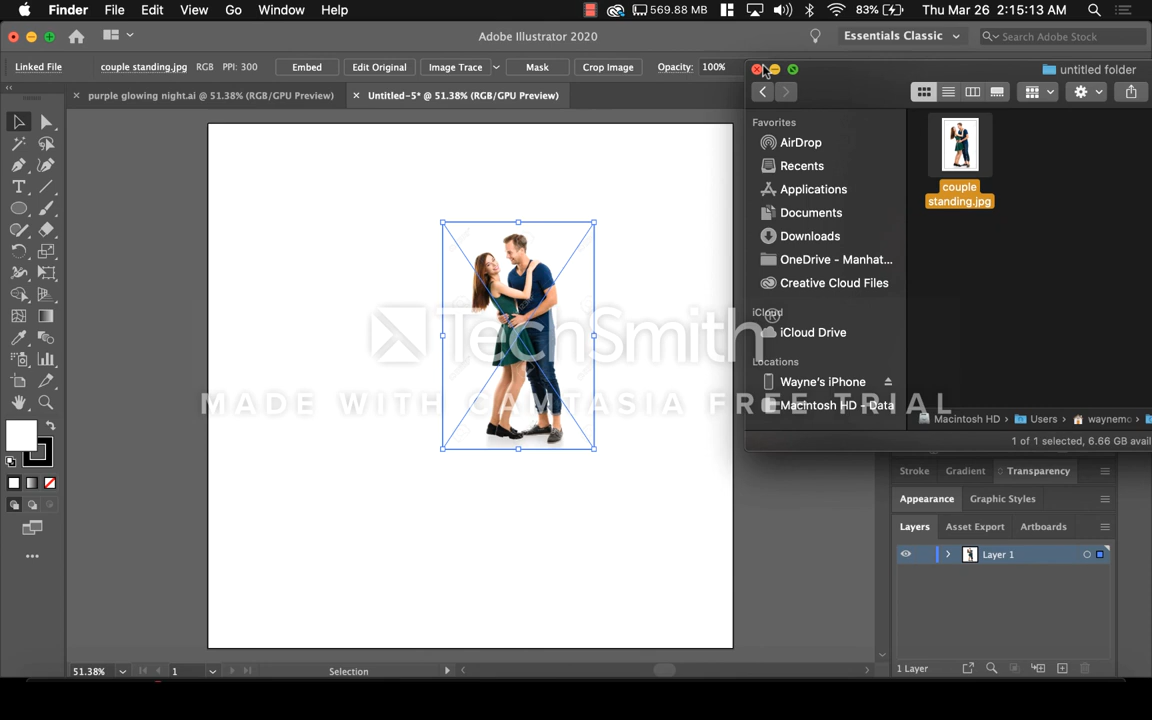 Finder File Edit View Go Window Help 569.88 MB 83% Thu Mar 26 2:15:13 AM
Adobe Illustrator 2020 Essentials Classic Search Adobe Stock
Linked File couple standing.jpg RGB PPI: 300 Embed Edit Original Image Trace Mask Crop Image Opacity: 100%
untitled folder
× purple glowing night.ai @ 51.38% (RGB/GPU Preview) × Untitled-5* @ 51.38% (RGB/GPU Preview)
Favorites
AirDrop
Recents
Applications
Documents
Downloads
OneDrive - Manhat...
Creative Cloud Files
iCloud
iCloud Drive
Locations
Wayne's iPhone
Macintosh HD - Data
couple
standing.jpg
Macintosh HD › Users › waynemo ›
1 of 1 selected, 6.66 GB avail
TechSmith®
MADE WITH CAMTASIA FREE TRIAL
Stroke Gradient Transparency
Appearance Graphic Styles
Layers Asset Export Artboards
Layer 1
1 Layer
51.38% 1 Selection